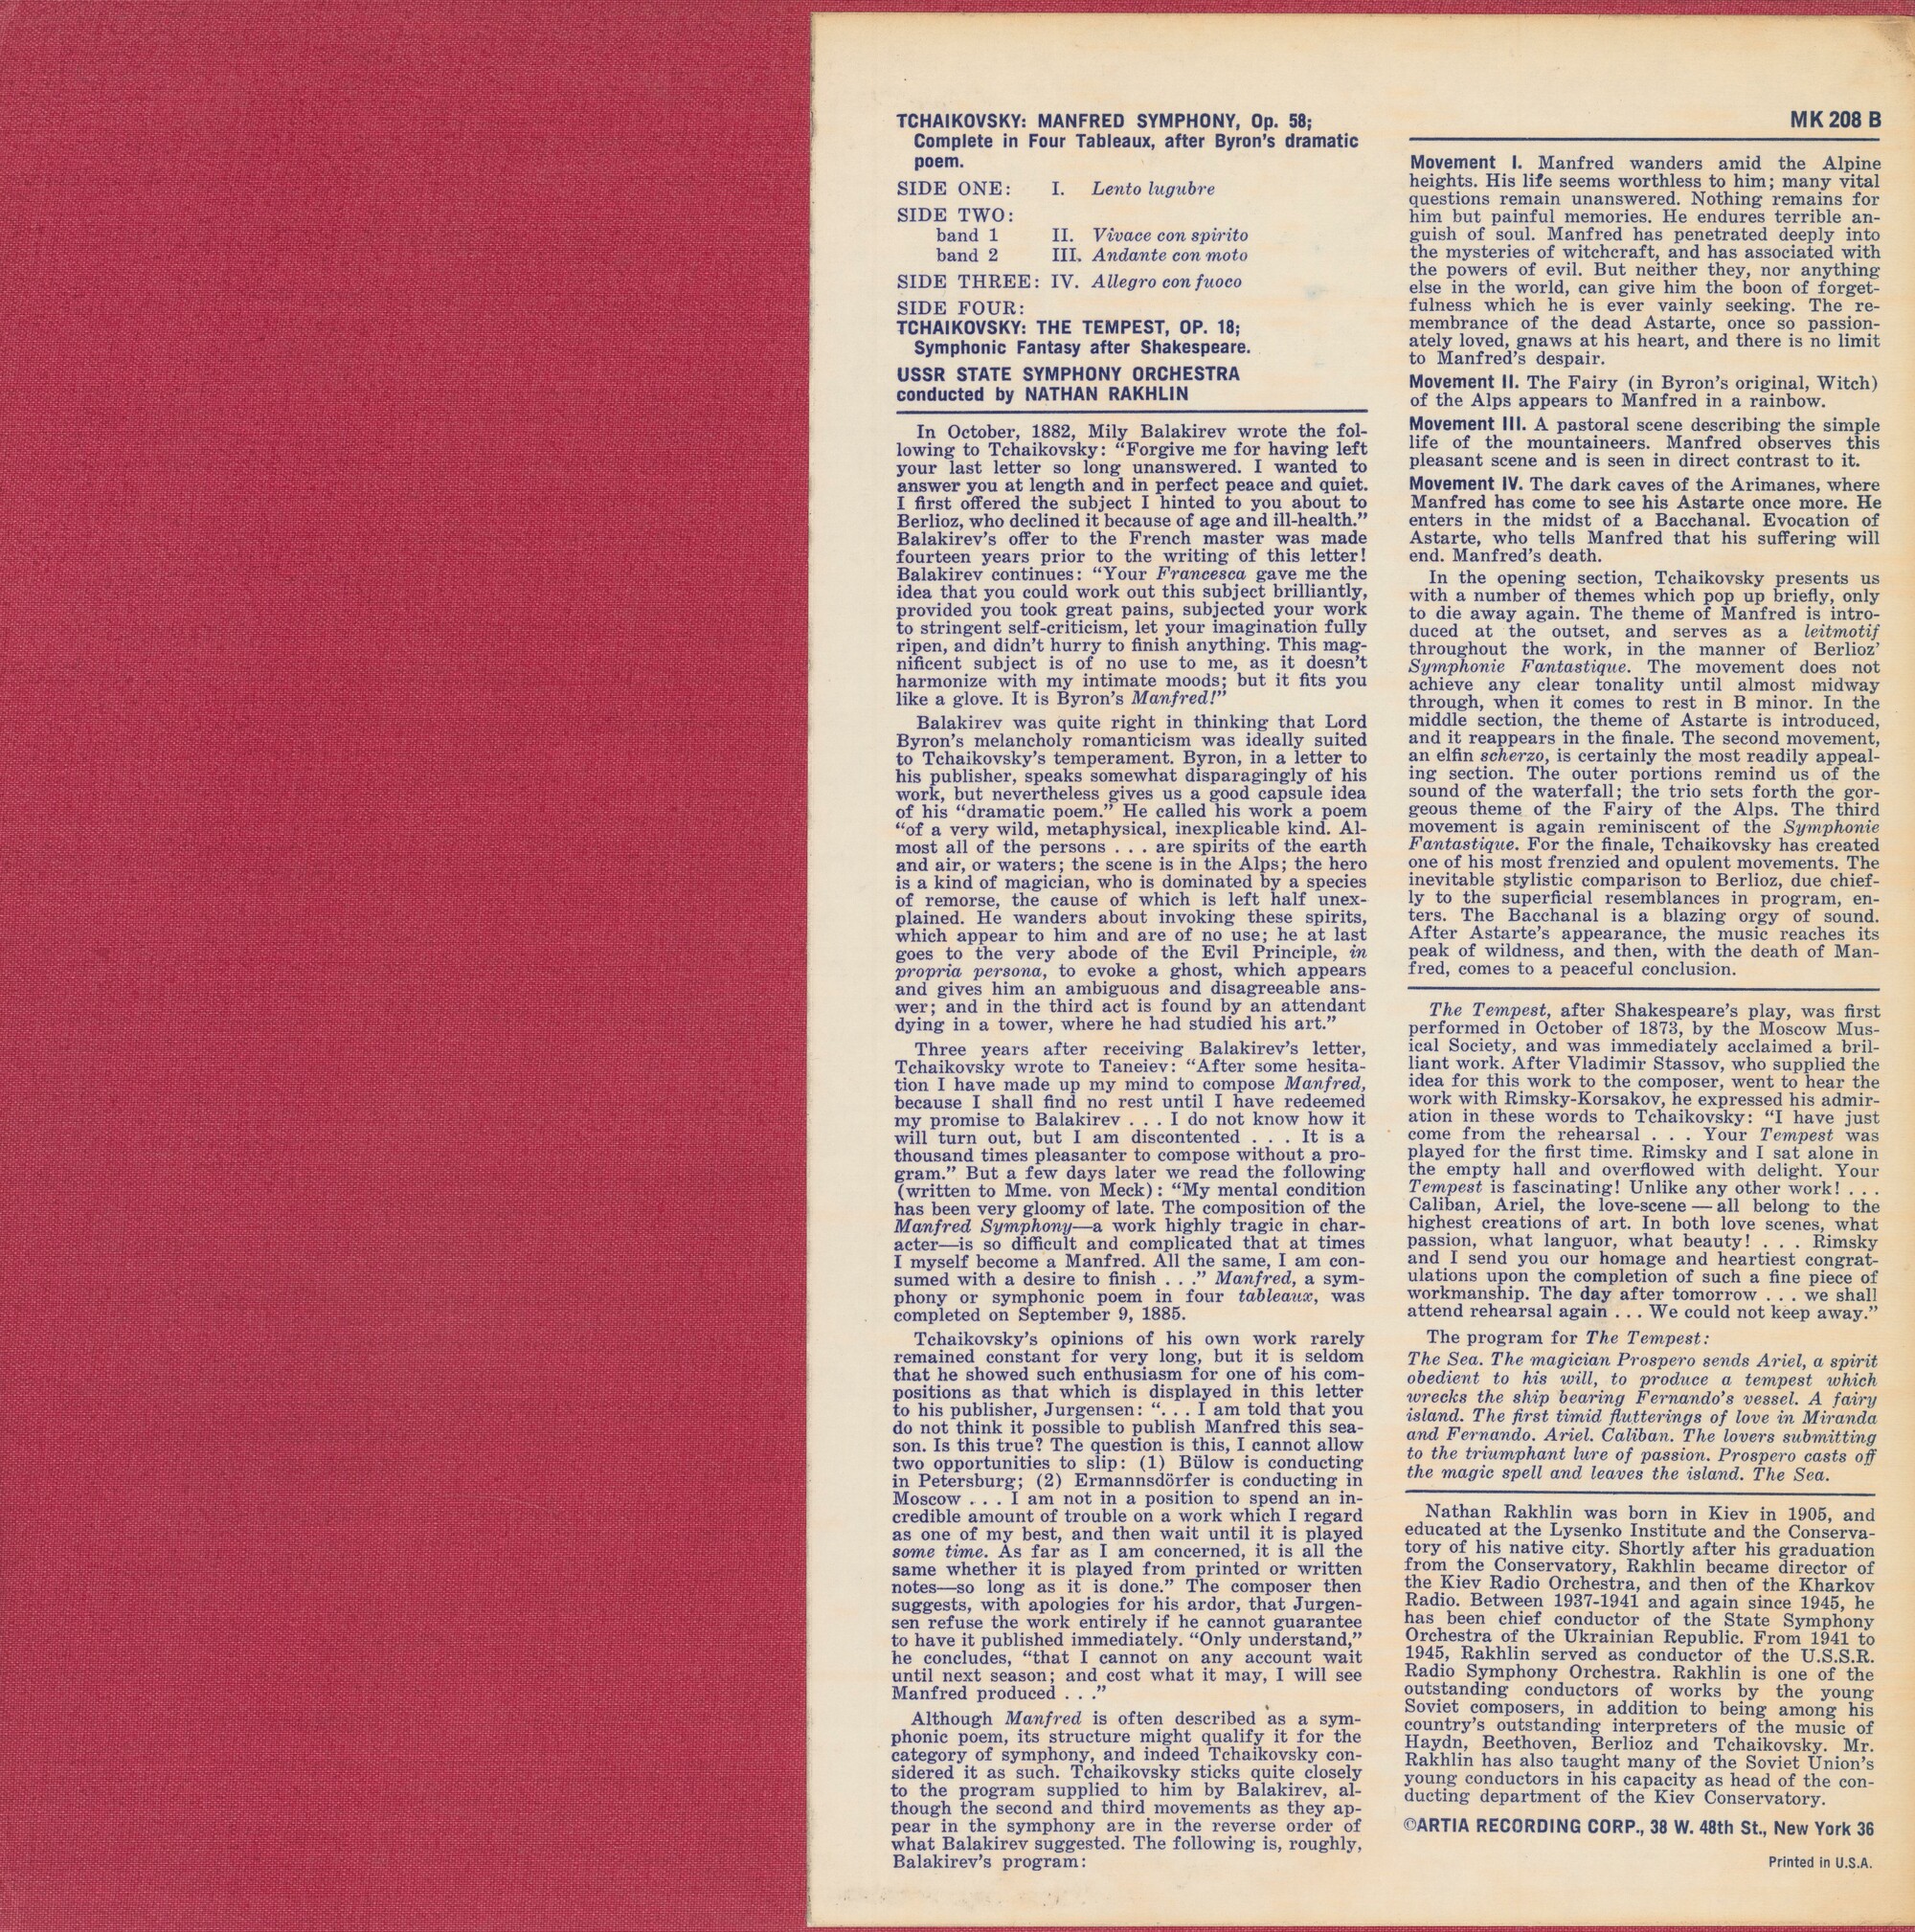 TCHAIKOVSKY: MANFRED SYMPHONY, Op. 58;
Complete in Four Tableaux, after Byron's dramatic
poem.
SIDE ONE: I. Lento lugubre
SIDE TWO:
band 1 II. Vivace con spirito
band 2 III. Andante con moto
SIDE THREE: IV. Allegro con fuoco
SIDE FOUR:
TCHAIKOVSKY: THE TEMPEST, OP. 18;
Symphonic Fantasy after Shakespeare.
USSR STATE SYMPHONY ORCHESTRA
conducted by NATHAN RAKHLIN
In October, 1882, Mily Balakirev wrote the fol-
lowing to Tchaikovsky: “Forgive me for having left
your last letter so long unanswered. I wanted to
answer you at length and in perfect peace and quiet.
I first offered the subject I hinted to you about to
Berlioz, who declined it because of age and ill-health.”
Balakirev's offer to the French master was made
fourteen years prior to the writing of this letter!
Balakirev continues: “Your Francesca gave me the
idea that you could work out this subject brilliantly,
provided you took great pains, subjected your work
to stringent self-criticism, let your imagination fully
ripen, and didn't hurry to finish anything. This mag-
nificent subject is of no use to me, as it doesn't
harmonize with my intimate moods; but it fits you
like a glove. It is Byron's Manfred!”
Balakirev was quite right in thinking that Lord
Byron's melancholy romanticism was ideally suited
to Tchaikovsky's temperament. Byron, in a letter to
his publisher, speaks somewhat disparagingly of his
work, but nevertheless gives us a good capsule idea
of his “dramatic poem.” He called his work a poem
“of a very wild, metaphysical, inexplicable kind. Al-
most all of the persons . . . are spirits of the earth
and air, or waters; the scene is in the Alps; the hero
is a kind of magician, who is dominated by a species
of remorse, the cause of which is left half unex-
plained. He wanders about invoking these spirits,
which appear to him and are of no use; he at last
goes to the very abode of the Evil Principle, in
propria persona, to evoke a ghost, which appears
and gives him an ambiguous and disagreeable ans-
wer; and in the third act is found by an attendant
dying in a tower, where he had studied his art.”
Three years after receiving Balakirev's letter,
Tchaikovsky wrote to Taneiev: “After some hesita-
tion I have made up my mind to compose Manfred,
because I shall find no rest until I have redeemed
my promise to Balakirev . . . I do not know how it
will turn out, but I am discontented . . . It is a
thousand times pleasanter to compose without a pro-
gram.” But a few days later we read the following
(written to Mme. von Meck): “My mental condition
has been very gloomy of late. The composition of the
Manfred Symphony—a work highly tragic in char-
acter—is so difficult and complicated that at times
I myself become a Manfred. All the same, I am con-
sumed with a desire to finish . . .” Manfred, a sym-
phony or symphonic poem in four tableaux, was
completed on September 9, 1885.
Tchaikovsky's opinions of his own work rarely
remained constant for very long, but it is seldom
that he showed such enthusiasm for one of his com-
positions as that which is displayed in this letter
to his publisher, Jurgensen: “. . . I am told that you
do not think it possible to publish Manfred this sea-
son. Is this true? The question is this, I cannot allow
two opportunities to slip: (1) Bülow is conducting
in Petersburg; (2) Ermannsdörfer is conducting in
Moscow . . . I am not in a position to spend an in-
credible amount of trouble on a work which I regard
as one of my best, and then wait until it is played
some time. As far as I am concerned, it is all the
same whether it is played from printed or written
notes—so long as it is done.” The composer then
suggests, with apologies for his ardor, that Jurgen-
sen refuse the work entirely if he cannot guarantee
to have it published immediately. “Only understand,”
he concludes, “that I cannot on any account wait
until next season; and cost what it may, I will see
Manfred produced . . .”
Although Manfred is often described as a sym-
phonic poem, its structure might qualify it for the
category of symphony, and indeed Tchaikovsky con-
sidered it as such. Tchaikovsky sticks quite closely
to the program supplied to him by Balakirev, al-
though the second and third movements as they ap-
pear in the symphony are in the reverse order of
what Balakirev suggested. The following is, roughly,
Balakirev's program:
MK 208 B
Movement I. Manfred wanders amid the Alpine
heights. His life seems worthless to him; many vital
questions remain unanswered. Nothing remains for
him but painful memories. He endures terrible an-
guish of soul. Manfred has penetrated deeply into
the mysteries of witchcraft, and has associated with
the powers of evil. But neither they, nor anything
else in the world, can give him the boon of forget-
fulness which he is ever vainly seeking. The re-
membrance of the dead Astarte, once so passion-
ately loved, gnaws at his heart, and there is no limit
to Manfred's despair.
Movement II. The Fairy (in Byron's original, Witch)
of the Alps appears to Manfred in a rainbow.
Movement III. A pastoral scene describing the simple
life of the mountaineers. Manfred observes this
pleasant scene and is seen in direct contrast to it.
Movement IV. The dark caves of the Arimanes, where
Manfred has come to see his Astarte once more. He
enters in the midst of a Bacchanal. Evocation of
Astarte, who tells Manfred that his suffering will
end. Manfred's death.
In the opening section, Tchaikovsky presents us
with a number of themes which pop up briefly, only
to die away again. The theme of Manfred is intro-
duced at the outset, and serves as a leitmotif
throughout the work, in the manner of Berlioz'
Symphonie Fantastique. The movement does not
achieve any clear tonality until almost midway
through, when it comes to rest in B minor. In the
middle section, the theme of Astarte is introduced,
and it reappears in the finale. The second movement,
an elfin scherzo, is certainly the most readily appeal-
ing section. The outer portions remind us of the
sound of the waterfall; the trio sets forth the gor-
geous theme of the Fairy of the Alps. The third
movement is again reminiscent of the Symphonie
Fantastique. For the finale, Tchaikovsky has created
one of his most frenzied and opulent movements. The
inevitable stylistic comparison to Berlioz, due chief-
ly to the superficial resemblances in program, en-
ters. The Bacchanal is a blazing orgy of sound.
After Astarte's appearance, the music reaches its
peak of wildness, and then, with the death of Man-
fred, comes to a peaceful conclusion.
The Tempest, after Shakespeare's play, was first
performed in October of 1873, by the Moscow Mus-
ical Society, and was immediately acclaimed a bril-
liant work. After Vladimir Stassov, who supplied the
idea for this work to the composer, went to hear the
work with Rimsky-Korsakov, he expressed his admir-
ation in these words to Tchaikovsky: “I have just
come from the rehearsal . . . Your Tempest was
played for the first time. Rimsky and I sat alone in
the empty hall and overflowed with delight. Your
Tempest is fascinating! Unlike any other work! . . .
Caliban, Ariel, the love-scene — all belong to the
highest creations of art. In both love scenes, what
passion, what languor, what beauty! . . . Rimsky
and I send you our homage and heartiest congrat-
ulations upon the completion of such a fine piece of
workmanship. The day after tomorrow . . . we shall
attend rehearsal again . . . We could not keep away.”
The program for The Tempest:
The Sea. The magician Prospero sends Ariel, a spirit
obedient to his will, to produce a tempest which
wrecks the ship bearing Fernando's vessel. A fairy
island. The first timid flutterings of love in Miranda
and Fernando. Ariel. Caliban. The lovers submitting
to the triumphant lure of passion. Prospero casts off
the magic spell and leaves the island. The Sea.
Nathan Rakhlin was born in Kiev in 1905, and
educated at the Lysenko Institute and the Conserva-
tory of his native city. Shortly after his graduation
from the Conservatory, Rakhlin became director of
the Kiev Radio Orchestra, and then of the Kharkov
Radio. Between 1937-1941 and again since 1945, he
has been chief conductor of the State Symphony
Orchestra of the Ukrainian Republic. From 1941 to
1945, Rakhlin served as conductor of the U.S.S.R.
Radio Symphony Orchestra. Rakhlin is one of the
outstanding conductors of works by the young
Soviet composers, in addition to being among his
country's outstanding interpreters of the music of
Haydn, Beethoven, Berlioz and Tchaikovsky. Mr.
Rakhlin has also taught many of the Soviet Union's
young conductors in his capacity as head of the con-
ducting department of the Kiev Conservatory.
©ARTIA RECORDING CORP., 38 W. 48th St., New York 36
Printed in U.S.A.